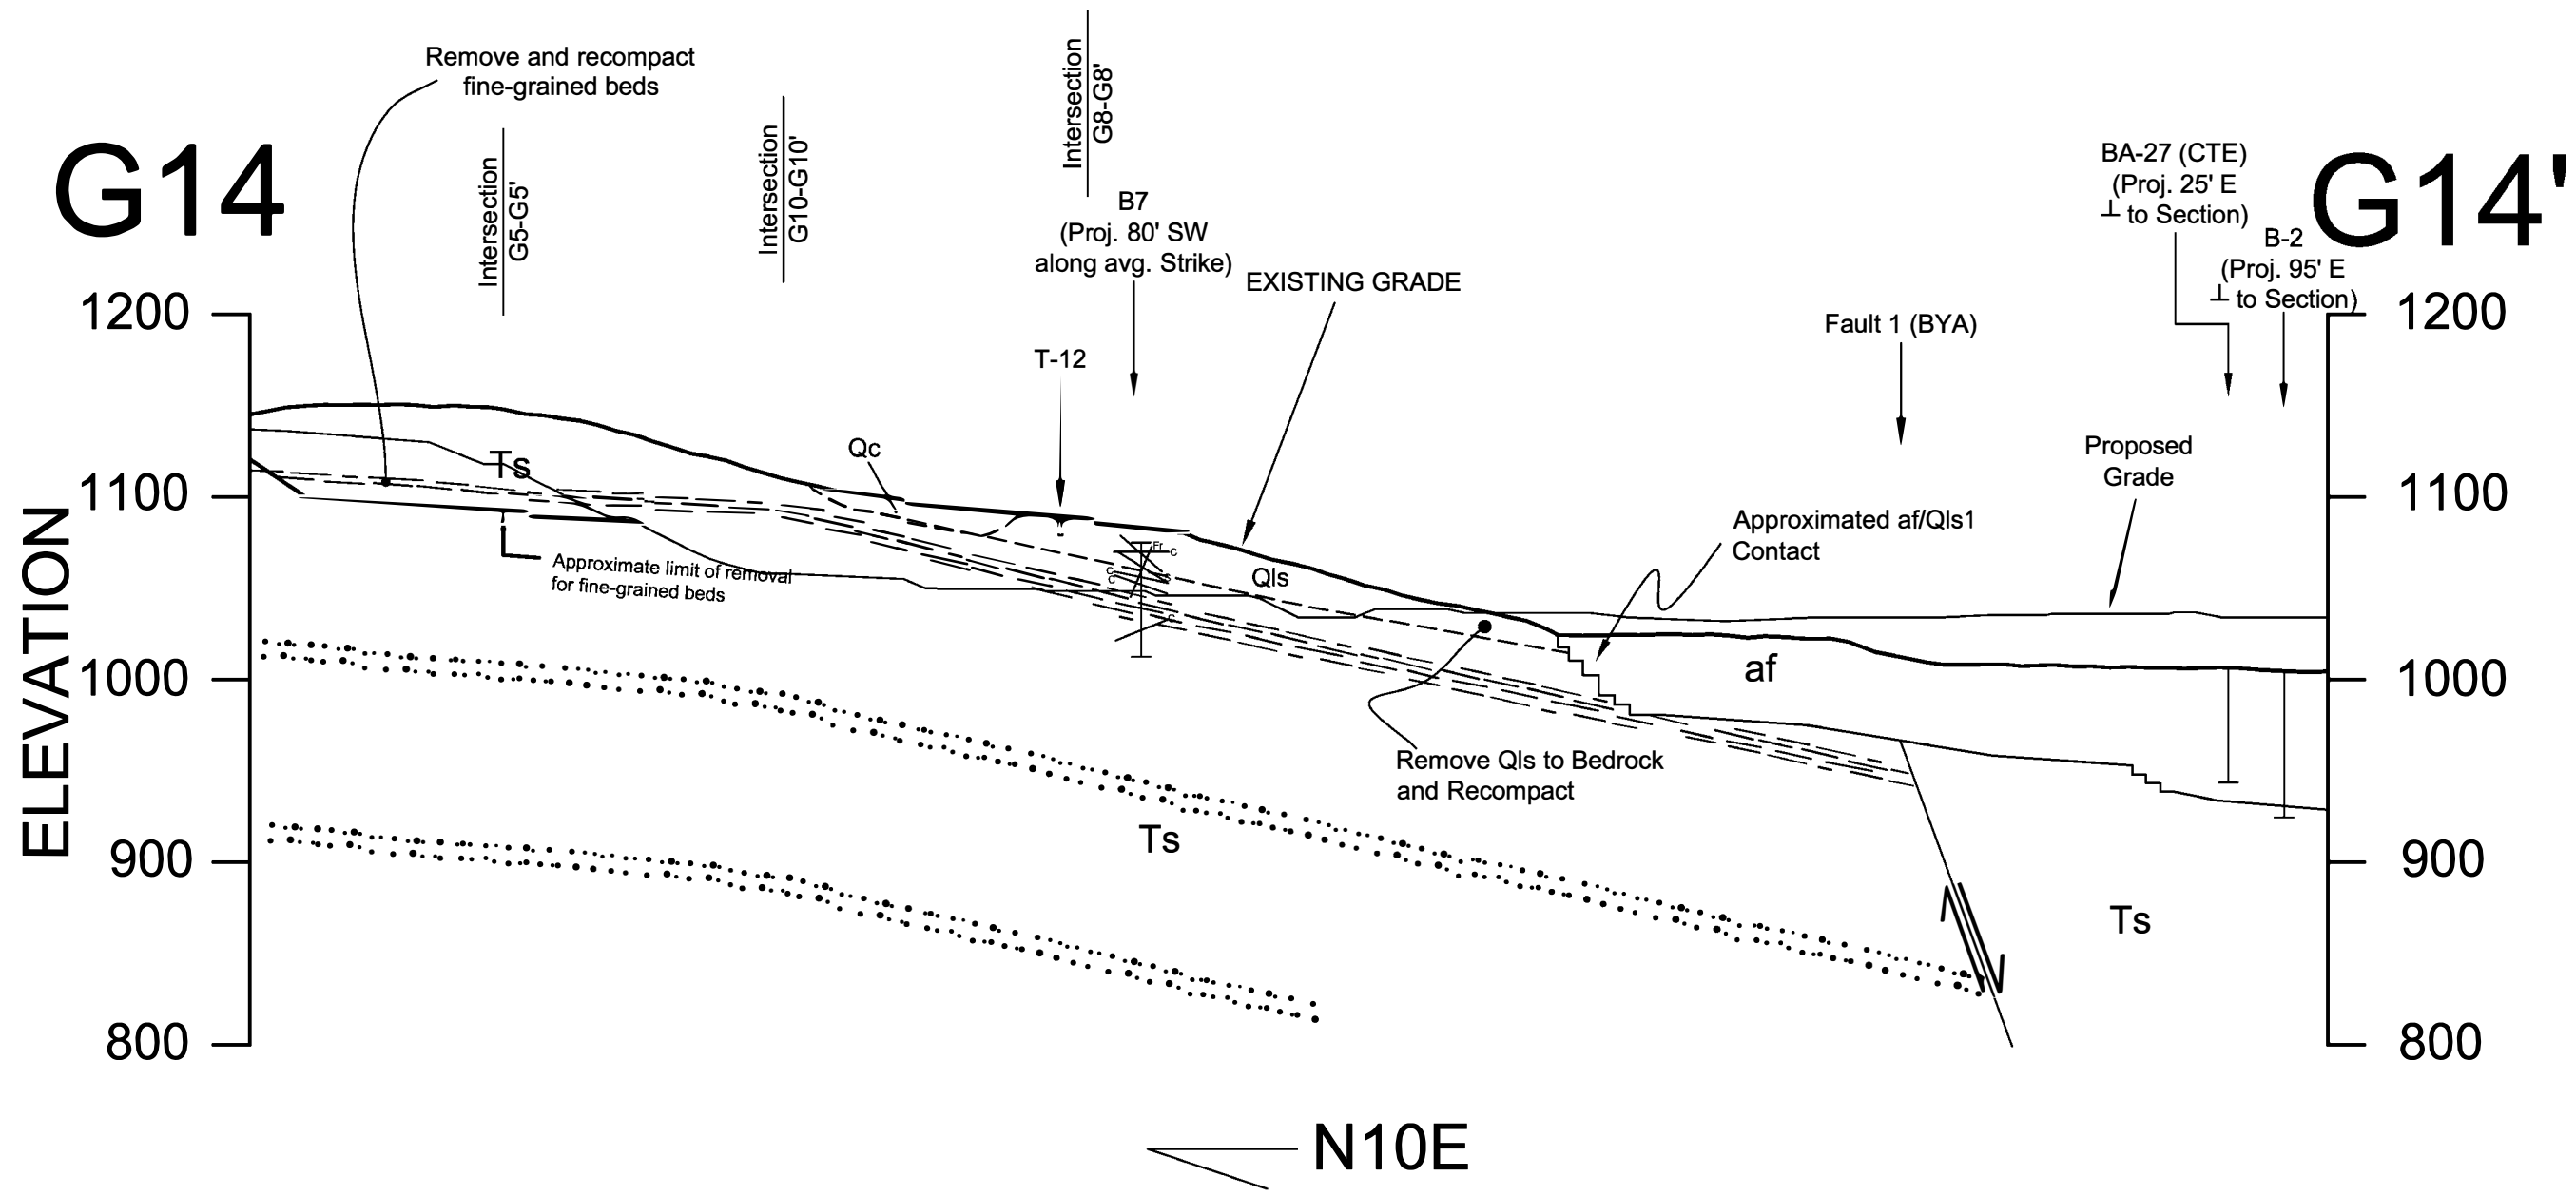 Remove and recompact
fine-grained beds
G14
Intersection
G5-G5'
Intersection
G10-G10'
Intersection
G8-G8'
B7
(Proj. 80' SW
along avg. Strike)
EXISTING GRADE
T-12
Fault 1 (BYA)
BA-27 (CTE)
(Proj. 25' E
⊥ to Section)
G14'
B-2
(Proj. 95' E
⊥ to Section)
ELEVATION
1200
1100
1000
900
800
1200
1100
1000
900
800
Ts
Qc
Proposed
Grade
Approximated af/Qls1
Contact
Approximate limit of removal
for fine-grained beds
Fr
C
C
C
S
C
Qls
af
Remove Qls to Bedrock
and Recompact
Ts
Ts
N10E